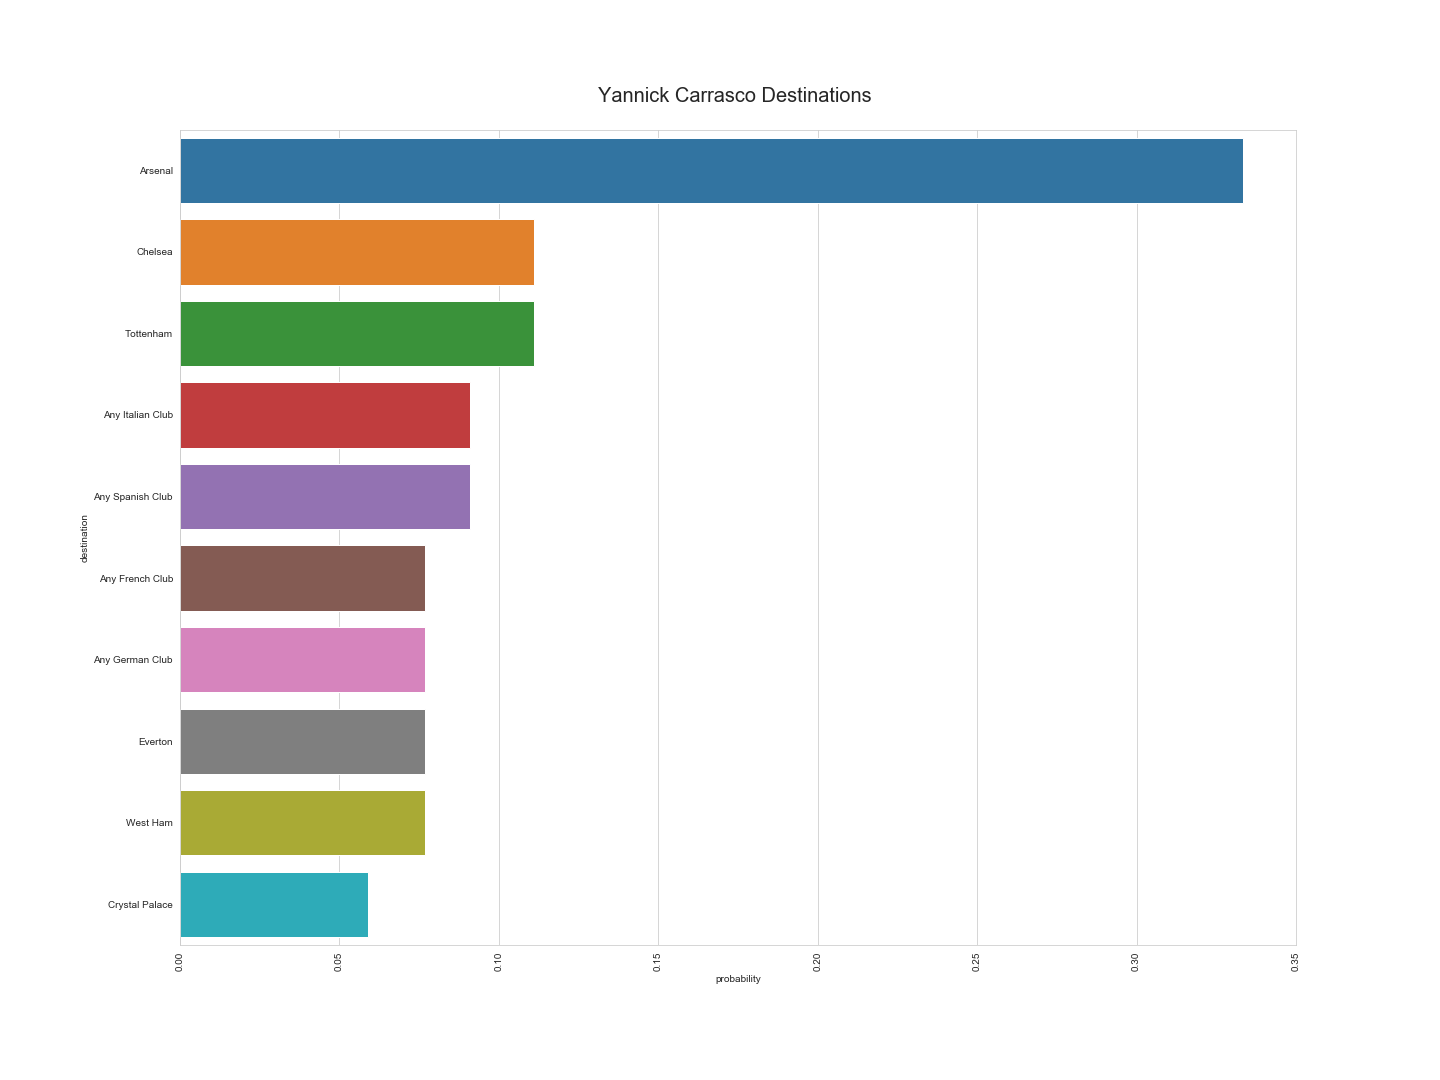 Yannick Carrasco Destinations
destination
Arsenal
Chelsea
Tottenham
Any Italian Club
Any Spanish Club
Any French Club
Any German Club
Everton
West Ham
Crystal Palace
0.00
0.05
0.10
0.15
0.20
0.25
0.30
0.35
probability